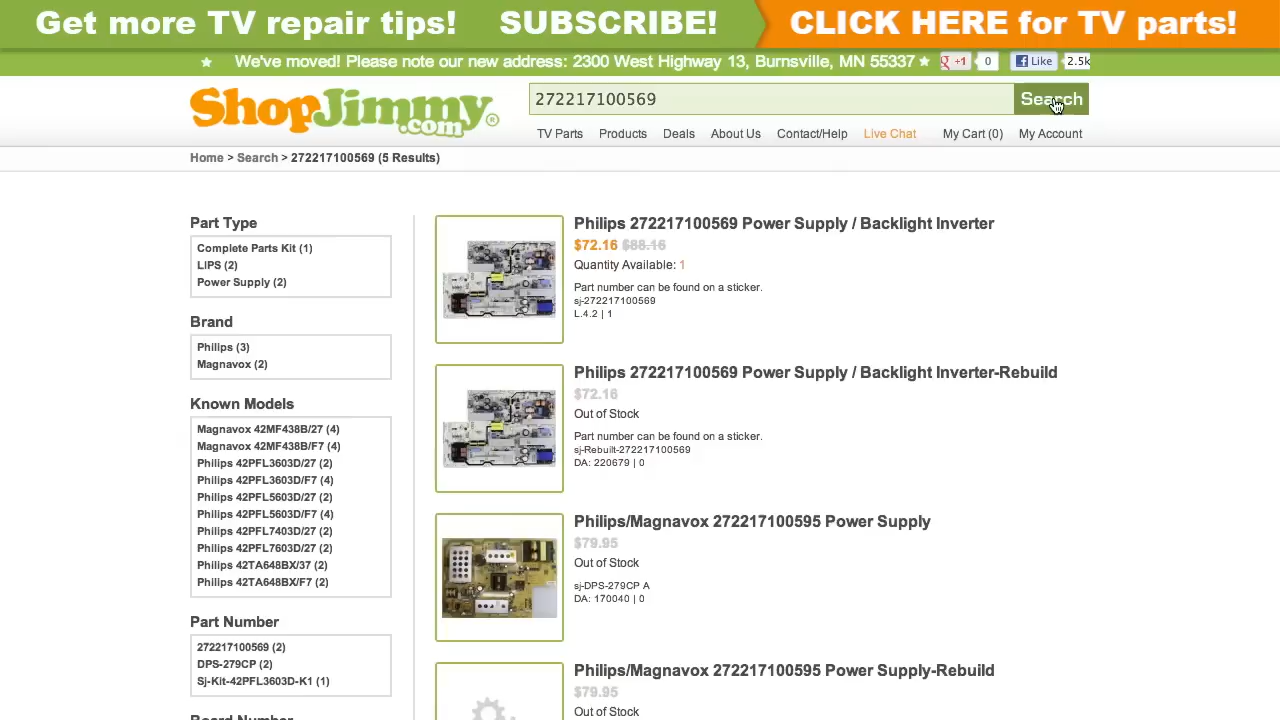 Get more TV repair tips! SUBSCRIBE! CLICK HERE for TV parts!
We've moved! Please note our new address: 2300 West Highway 13, Burnsville, MN 55337 +1 0 Like 2.5k
ShopJimmy.com® 272217100569 Search
TV Parts Products Deals About Us Contact/Help Live Chat My Cart (0) My Account
Home > Search > 272217100569 (5 Results)
Part Type
Complete Parts Kit (1)
LIPS (2)
Power Supply (2)
Brand
Philips (3)
Magnavox (2)
Known Models
Magnavox 42MF438B/27 (4)
Magnavox 42MF438B/F7 (4)
Philips 42PFL3603D/27 (2)
Philips 42PFL3603D/F7 (4)
Philips 42PFL5603D/27 (2)
Philips 42PFL5603D/F7 (4)
Philips 42PFL7403D/27 (2)
Philips 42PFL7603D/27 (2)
Philips 42TA648BX/37 (2)
Philips 42TA648BX/F7 (2)
Part Number
272217100569 (2)
DPS-279CP (2)
Sj-Kit-42PFL3603D-K1 (1)
Board Number
Philips 272217100569 Power Supply / Backlight Inverter
$72.16 $88.16
Quantity Available: 1
Part number can be found on a sticker.
sj-272217100569
L.4.2 | 1
Philips 272217100569 Power Supply / Backlight Inverter-Rebuild
$72.16
Out of Stock
Part number can be found on a sticker.
sj-Rebuilt-272217100569
DA: 220679 | 0
Philips/Magnavox 272217100595 Power Supply
$79.95
Out of Stock
sj-DPS-279CP A
DA: 170040 | 0
Philips/Magnavox 272217100595 Power Supply-Rebuild
$79.95
Out of Stock